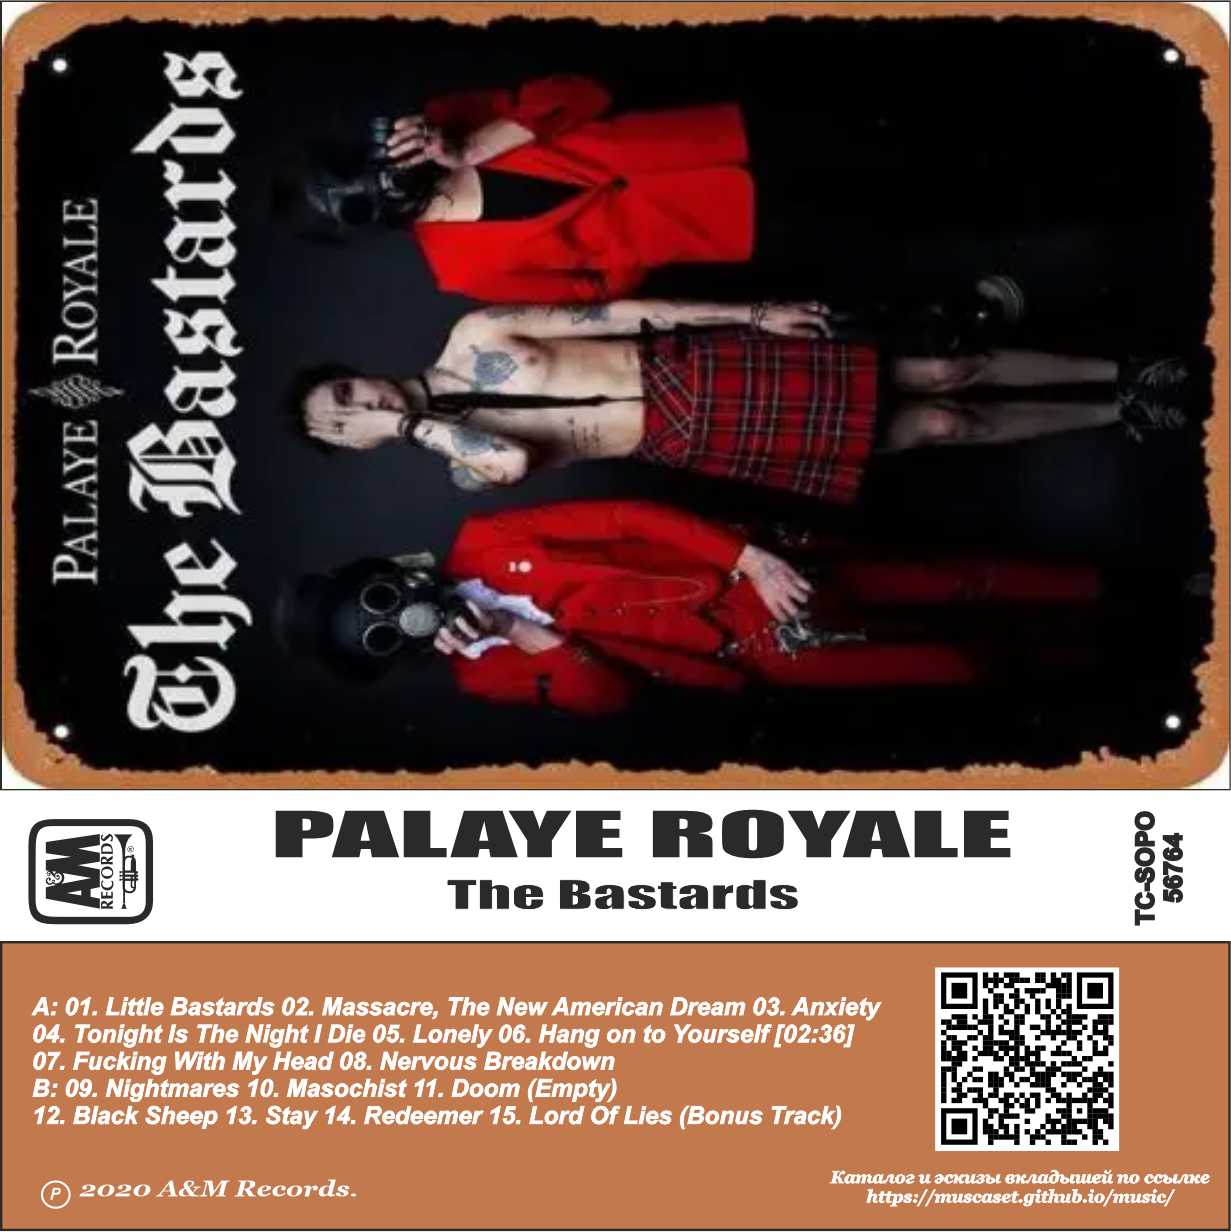 PALAYE ROYALE
The Bastards
A&M
RECORDS
®
PALAYE ROYALE
The Bastards
TC-SOPO
56764
A: 01. Little Bastards 02. Massacre, The New American Dream 03. Anxiety
04. Tonight Is The Night I Die 05. Lonely 06. Hang on to Yourself [02:36]
07. Fucking With My Head 08. Nervous Breakdown
B: 09. Nightmares 10. Masochist 11. Doom (Empty)
12. Black Sheep 13. Stay 14. Redeemer 15. Lord Of Lies (Bonus Track)
Ⓟ 2020 A&M Records.
Каталог и эскизы вкладышей по ссылке
https://muscaset.github.io/music/